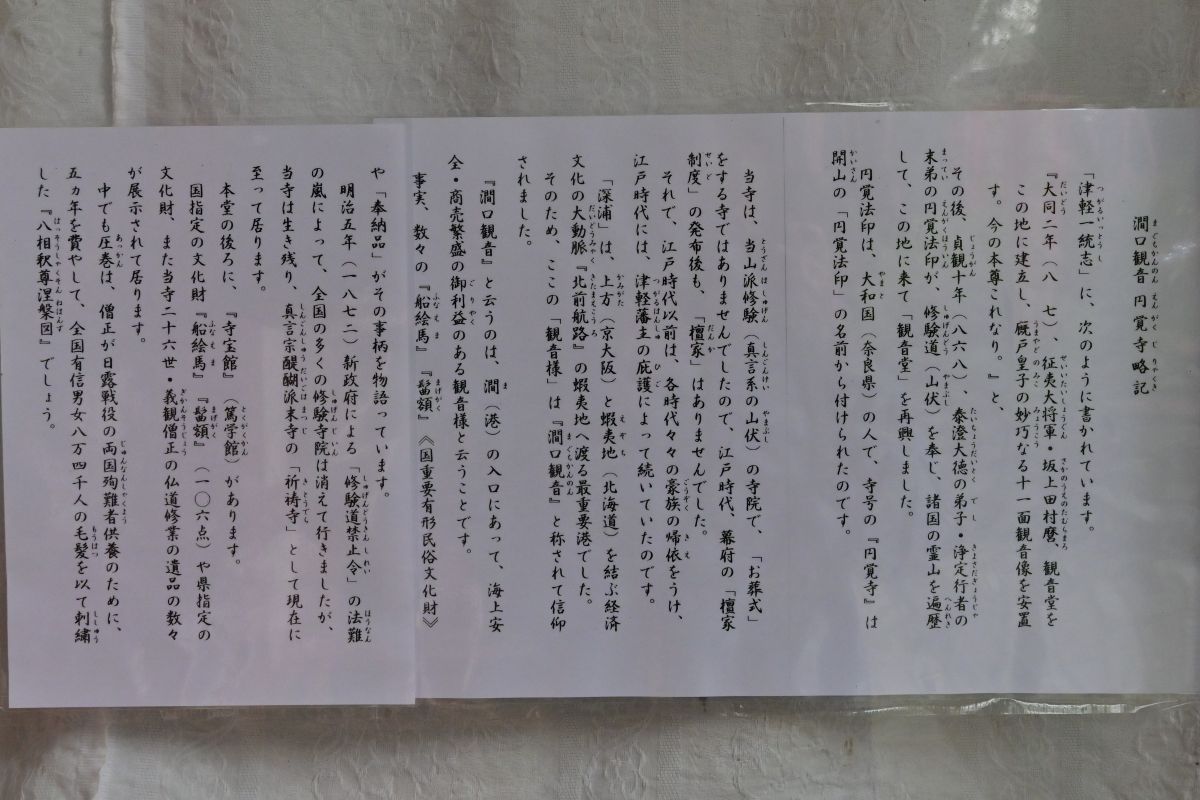 澗口観音 円覚寺略記
「津軽一統志」に、次のように書かれています。
『大同二年（八 七）、征夷大将軍・坂上田村麿、観音堂を
この地に建立し、厩戸皇子の妙巧なる十一面観音像を安置
す。今の本尊これなり。』と、
その後、貞観十年（八六八）、泰澄大徳の弟子・浄定行者の
末弟の円覚法印が、修験道（山伏）を奉じ、諸国の霊山を遍歴
して、この地に来て「観音堂」を再興しました。
円覚法印は、大和国（奈良県）の人で、寺号の『円覚寺』は
開山の「円覚法印」の名前から付けられたのです。
当寺は、当山派修験（真言系の山伏）の寺院で、「お葬式」
をする寺ではありませんでしたので、江戸時代、幕府の「檀家
制度」の発布後も、「檀家」はありませんでした。
それで、江戸時代以前は、各時代々々の豪族の帰依をうけ、
江戸時代には、津軽藩主の庇護によって続いていたのです。
「深浦」は、上方（京大阪）と蝦夷地（北海道）を結ぶ経済
文化の大動脈『北前航路』の蝦夷地へ渡る最重要港でした。
そのため、ここの「観音様」は『澗口観音』と称されて信仰
されました。
『澗口観音』と云うのは、澗（港）の入口にあって、海上安
全・商売繁盛の御利益のある観音様と云うことです。
事実、数々の『船絵馬』『髷額』《国重要有形民俗文化財》
や「奉納品」がその事柄を物語っています。
明治五年（一八七二）新政府による「修験道禁止令」の法難
の嵐によって、全国の多くの修験寺院は消えて行きましたが、
当寺は生き残り、真言宗醍醐派末寺の「祈祷寺」として現在に
至って居ります。
本堂の後ろに、『寺宝館』（篤学館）があります。
国指定の文化財『船絵馬』『髷額』（一〇六点）や県指定の
文化財、また当寺二十六世・義観僧正の仏道修業の遺品の数々
が展示されて居ります。
中でも圧巻は、僧正が日露戦役の両国殉難者供養のために、
五ヵ年を費やして、全国有信男女八万四千人の毛髪を以て刺繍
した『八相釈尊涅槃図』でしょう。